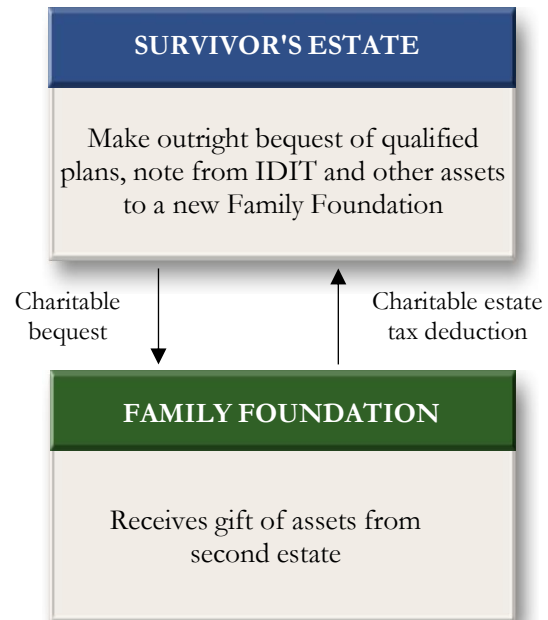 SURVIVOR'S ESTATE
Make outright bequest of qualified
plans, note from IDIT and other assets
to a new Family Foundation
Charitable
bequest
Charitable estate
tax deduction
FAMILY FOUNDATION
Receives gift of assets from
second estate